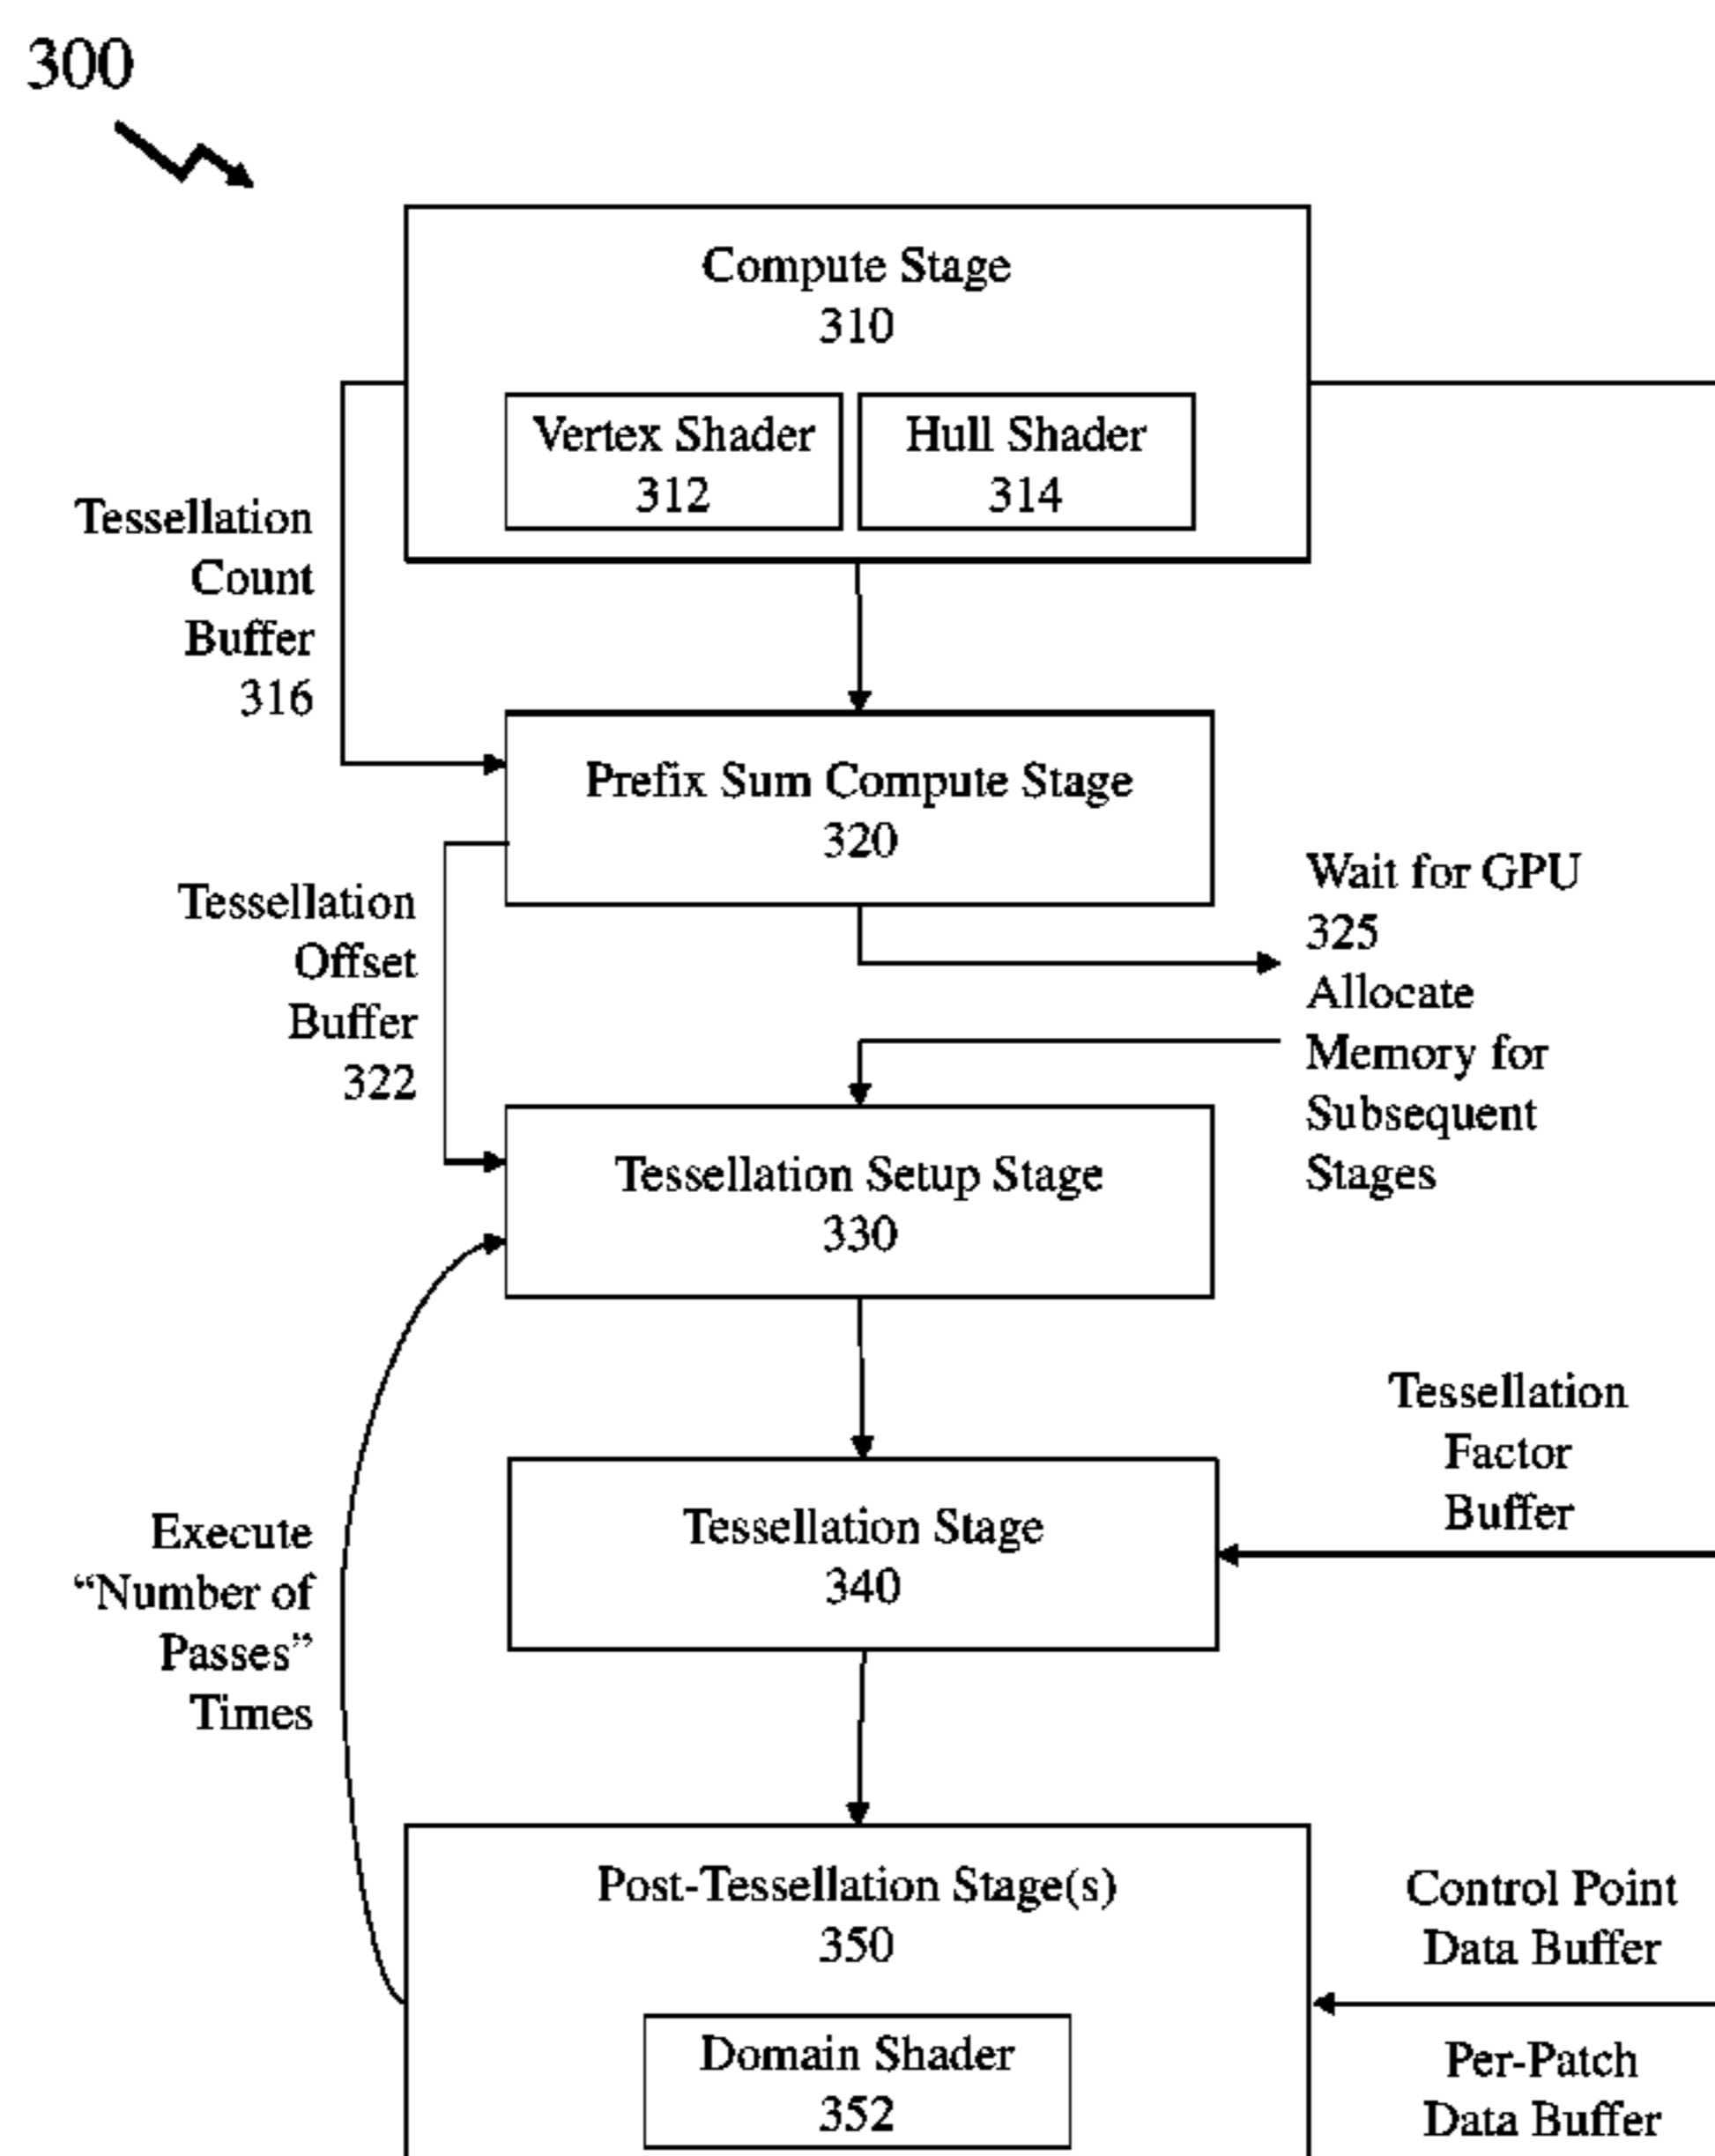 300
Compute Stage
310
Vertex Shader
312
Hull Shader
314
Tessellation
Count
Buffer
316
Prefix Sum Compute Stage
320
Wait for GPU
325
Allocate
Memory for
Subsequent
Stages
Tessellation
Offset
Buffer
322
Tessellation Setup Stage
330
Tessellation
Factor
Buffer
Tessellation Stage
340
Execute
“Number of
Passes”
Times
Post-Tessellation Stage(s)
350
Domain Shader
352
Control Point
Data Buffer
Per-Patch
Data Buffer